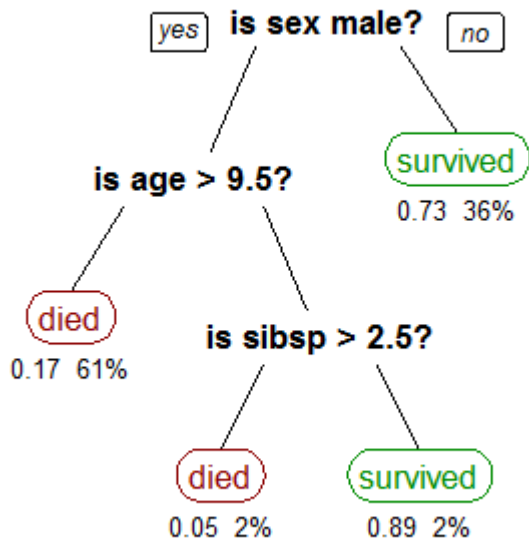 yes is sex male? no
is age > 9.5?
survived
0.73 36%
died
0.17 61%
is sibsp > 2.5?
died survived
0.05 2% 0.89 2%